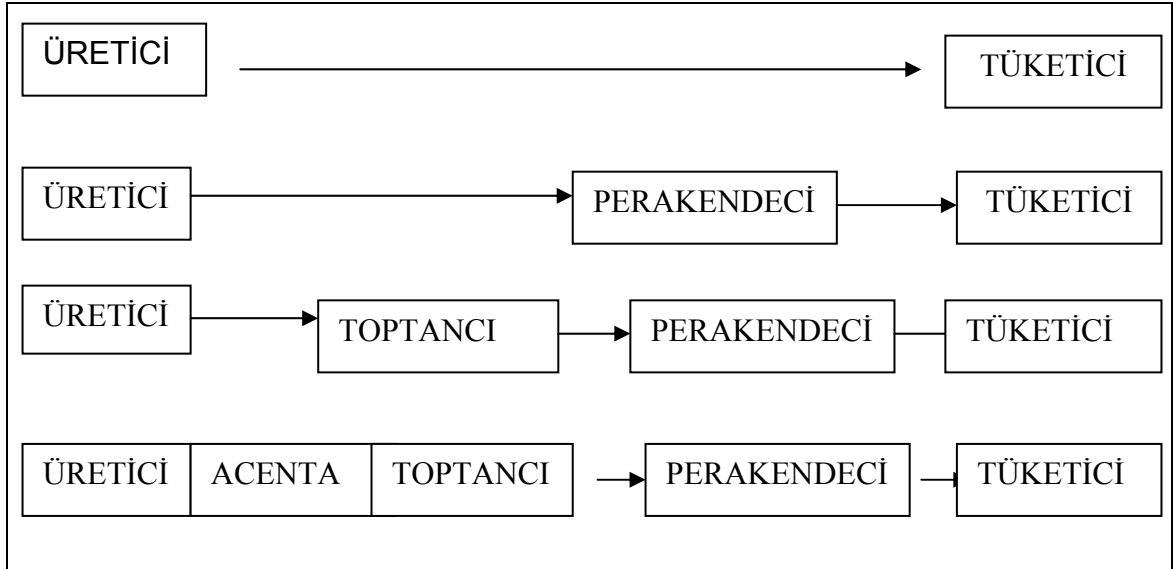 ÜRETİCİ TÜKETİCİ
ÜRETİCİ PERAKENDECİ TÜKETİCİ
ÜRETİCİ TOPTANCI PERAKENDECİ TÜKETİCİ
ÜRETİCİ ACENTA TOPTANCI PERAKENDECİ TÜKETİCİ